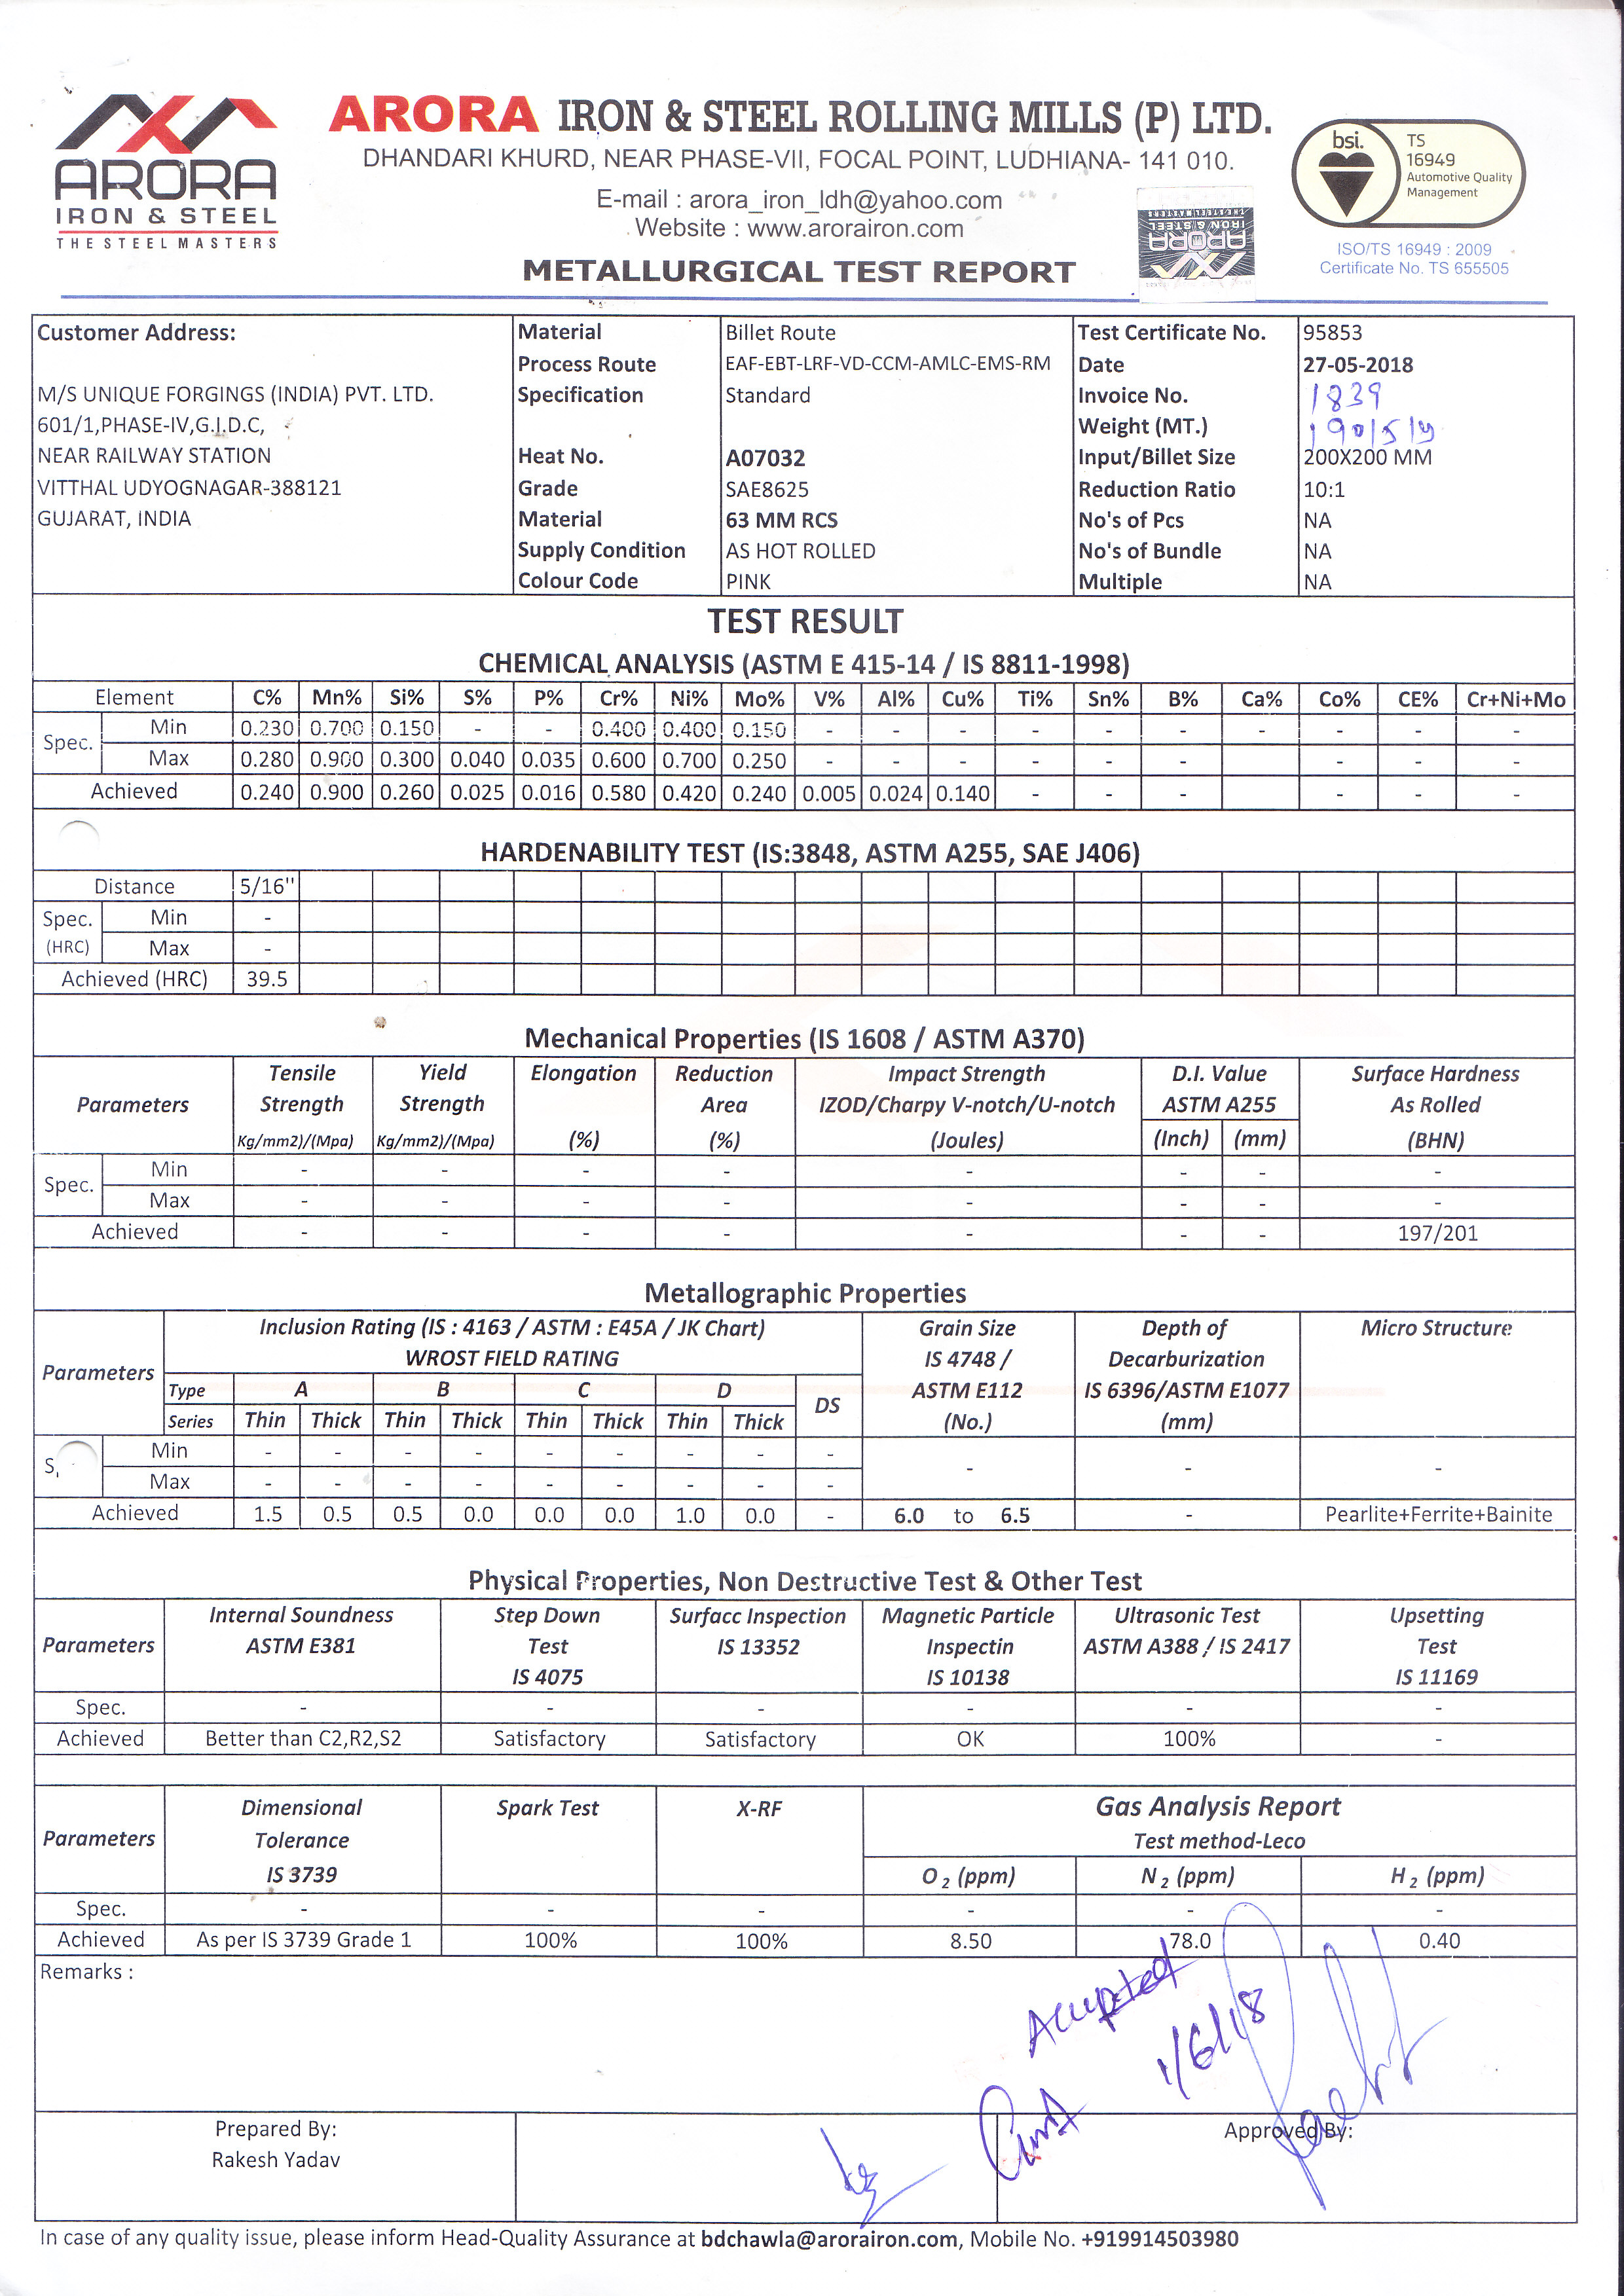 ARORA
IRON & STEEL
THE STEEL MASTERS
ARORA IRON & STEEL ROLLING MILLS (P) LTD.
DHANDARI KHURD, NEAR PHASE-VII, FOCAL POINT, LUDHIANA- 141 010.
E-mail : arora_iron_ldh@yahoo.com
Website : www.arorairon.com
METALLURGICAL TEST REPORT
bsi. TS
16949
Automotive Quality
Management
ISO/TS 16949 : 2009
Certificate No. TS 655505
ARORA
IRON & STEEL
Customer Address:
M/S UNIQUE FORGINGS (INDIA) PVT. LTD.
601/1,PHASE-IV,G.I.D.C,
NEAR RAILWAY STATION
VITTHAL UDYOGNAGAR-388121
GUJARAT, INDIA
Material Billet Route
Process Route EAF-EBT-LRF-VD-CCM-AMLC-EMS-RM
Specification Standard
Heat No. A07032
Grade SAE8625
Material 63 MM RCS
Supply Condition AS HOT ROLLED
Colour Code PINK
Test Certificate No. 95853
Date 27-05-2018
Invoice No. 1839
Weight (MT.)
Input/Billet Size 200X200 MM
Reduction Ratio 10:1
No's of Pcs NA
No's of Bundle NA
Multiple NA
TEST RESULT
CHEMICAL ANALYSIS (ASTM E 415-14 / IS 8811-1998)
Element C% Mn% Si% S% P% Cr% Ni% Mo% V% Al% Cu% Ti% Sn% B% Ca% Co% CE% Cr+Ni+Mo
Spec. Min 0.230 0.700 0.150 - - 0.400 0.400 0.150 - - - - - - - - - -
Max 0.280 0.900 0.300 0.040 0.035 0.600 0.700 0.250 - - - - - - - - -
Achieved 0.240 0.900 0.260 0.025 0.016 0.580 0.420 0.240 0.005 0.024 0.140 - - - - - -
HARDENABILITY TEST (IS:3848, ASTM A255, SAE J406)
Distance 5/16"
Spec. (HRC) Min -
Max -
Achieved (HRC) 39.5
Mechanical Properties (IS 1608 / ASTM A370)
Parameters
Tensile Strength Kg/mm2)/(Mpa)
Yield Strength Kg/mm2)/(Mpa)
Elongation (%)
Reduction Area (%)
Impact Strength IZOD/Charpy V-notch/U-notch (Joules)
D.I. Value ASTM A255 (Inch) (mm)
Surface Hardness As Rolled (BHN)
Spec. Min - - - - - - - -
Max - - - - - - - -
Achieved - - - - - - - 197/201
Metallographic Properties
Parameters
Inclusion Rating (IS : 4163 / ASTM : E45A / JK Chart)
WROST FIELD RATING
Type A B C D DS
Series Thin Thick Thin Thick Thin Thick Thin Thick
Grain Size IS 4748 / ASTM E112 (No.)
Depth of Decarburization IS 6396/ASTM E1077 (mm)
Micro Structure
Min - - - - - - - - - - - -
Max - - - - - - - - -
Achieved 1.5 0.5 0.5 0.0 0.0 0.0 1.0 0.0 - 6.0 to 6.5 - Pearlite+Ferrite+Bainite
Physical Properties, Non Destructive Test & Other Test
Parameters
Internal Soundness ASTM E381
Step Down Test IS 4075
Surfacc Inspection IS 13352
Magnetic Particle Inspectin IS 10138
Ultrasonic Test ASTM A388 / IS 2417
Upsetting Test IS 11169
Spec. - - - - - -
Achieved Better than C2,R2,S2 Satisfactory Satisfactory OK 100% -
Parameters
Dimensional Tolerance IS 3739
Spark Test
X-RF
Gas Analysis Report
Test method-Leco
O2 (ppm) N2 (ppm) H2 (ppm)
Spec. - - - - - -
Achieved As per IS 3739 Grade 1 100% 100% 8.50 78.0 0.40
Remarks :
Accepted
1/6/18
Prepared By:
Rakesh Yadav
Approved By:
In case of any quality issue, please inform Head-Quality Assurance at bdchawla@arorairon.com, Mobile No. +919914503980